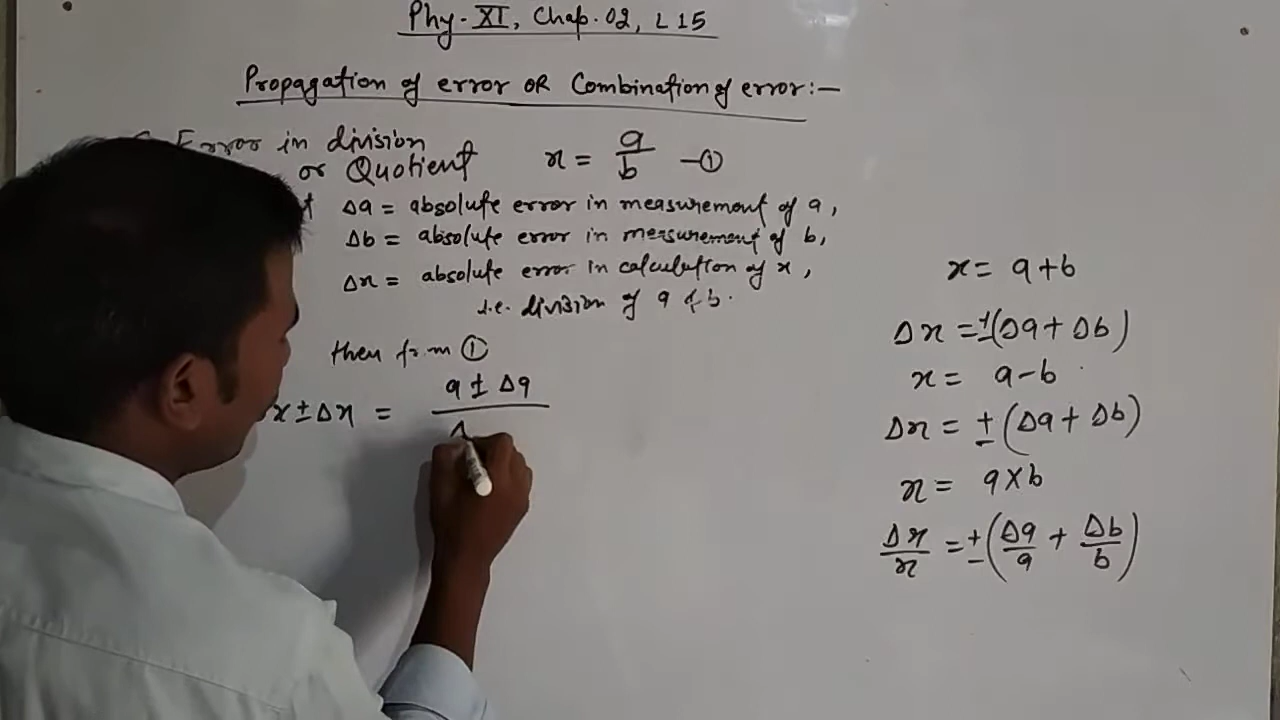 Phy-XI, Chap.02, L15
Propagation of error OR Combination of error:—
Error in division
or Quotient
x = a/b —①
Δa = absolute error in measurement of a,
Δb = absolute error in measurement of b,
Δx = absolute error in calculation of x,
i.e. division of a & b.
then from ①
x ± Δx = a ± Δa
x = a+b
Δx = ±(Δa + Δb)
x = a-b
Δx = ±(Δa + Δb)
x = a×b
Δx/x = ±(Δa/a + Δb/b)